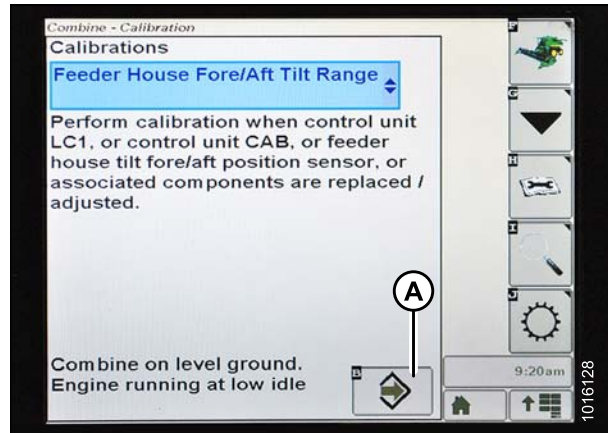 Combine - Calibration
Calibrations
Feeder House Fore/Aft Tilt Range
Perform calibration when control unit
LC1, or control unit CAB, or feeder
house tilt fore/aft position sensor, or
associated components are replaced /
adjusted.
A
Combine on level ground.
Engine running at low idle
B
F
G
H
I
J
9:20am
1016128